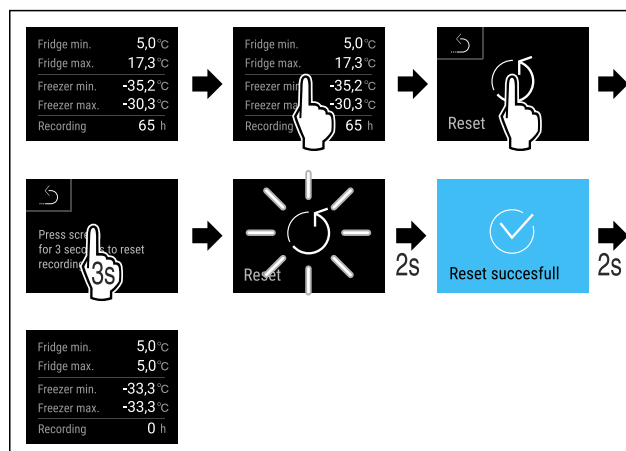 Fridge min. 5,0°C
Fridge max. 17,3°C
Freezer min. -35,2°C
Freezer max. -30,3°C
Recording 65 h
Fridge min. 5,0°C
Fridge max. 17,3°C
Freezer min -35,2°C
Freezer ma -30,3°C
Recording 65 h
Reset
Press scre
for 3 seco s to reset
recordin
3s
Reset
2s
Reset succesfull
2s
Fridge min. 5,0°C
Fridge max. 5,0°C
Freezer min. -33,3°C
Freezer max. -33,3°C
Recording 0 h